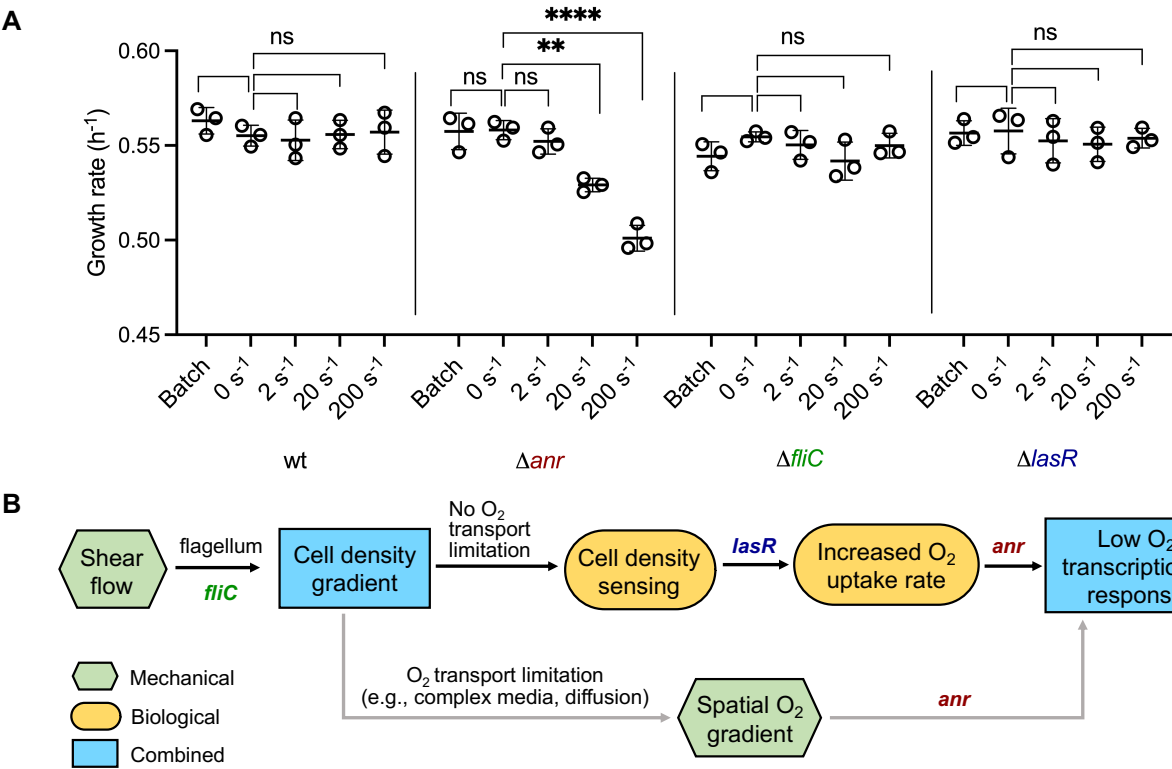 A
****
ns
**
ns
ns
ns
ns
0.60
0.55
0.50
0.45
Growth rate (h⁻¹)
Batch 0 s⁻¹ 2 s⁻¹ 20 s⁻¹ 200 s⁻¹
Batch 0 s⁻¹ 2 s⁻¹ 20 s⁻¹ 200 s⁻¹
Batch 0 s⁻¹ 2 s⁻¹ 20 s⁻¹ 200 s⁻¹
Batch 0 s⁻¹ 2 s⁻¹ 20 s⁻¹ 200 s⁻¹
wt
Δanr
ΔfliC
ΔlasR
B
Shear
flow
flagellum
fliC
Cell density
gradient
No O₂
transport
limitation
Cell density
sensing
lasR
Increased O₂
uptake rate
anr
Low O₂
transcriptio
respons
O₂ transport limitation
(e.g., complex media, diffusion)
Spatial O₂
gradient
anr
Mechanical
Biological
Combined